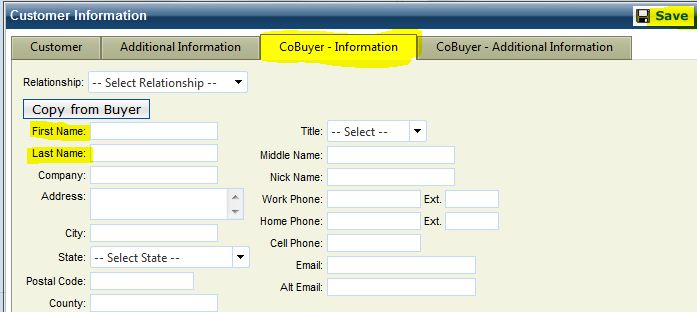 Customer Information Save
Customer Additional Information CoBuyer - Information CoBuyer - Additional Information
Relationship: -- Select Relationship --
Copy from Buyer
First Name: Title: -- Select --
Last Name: Middle Name:
Company: Nick Name:
Address: Work Phone: Ext.
Home Phone: Ext.
City: Cell Phone:
State: -- Select State -- Email:
Postal Code: Alt Email:
County: